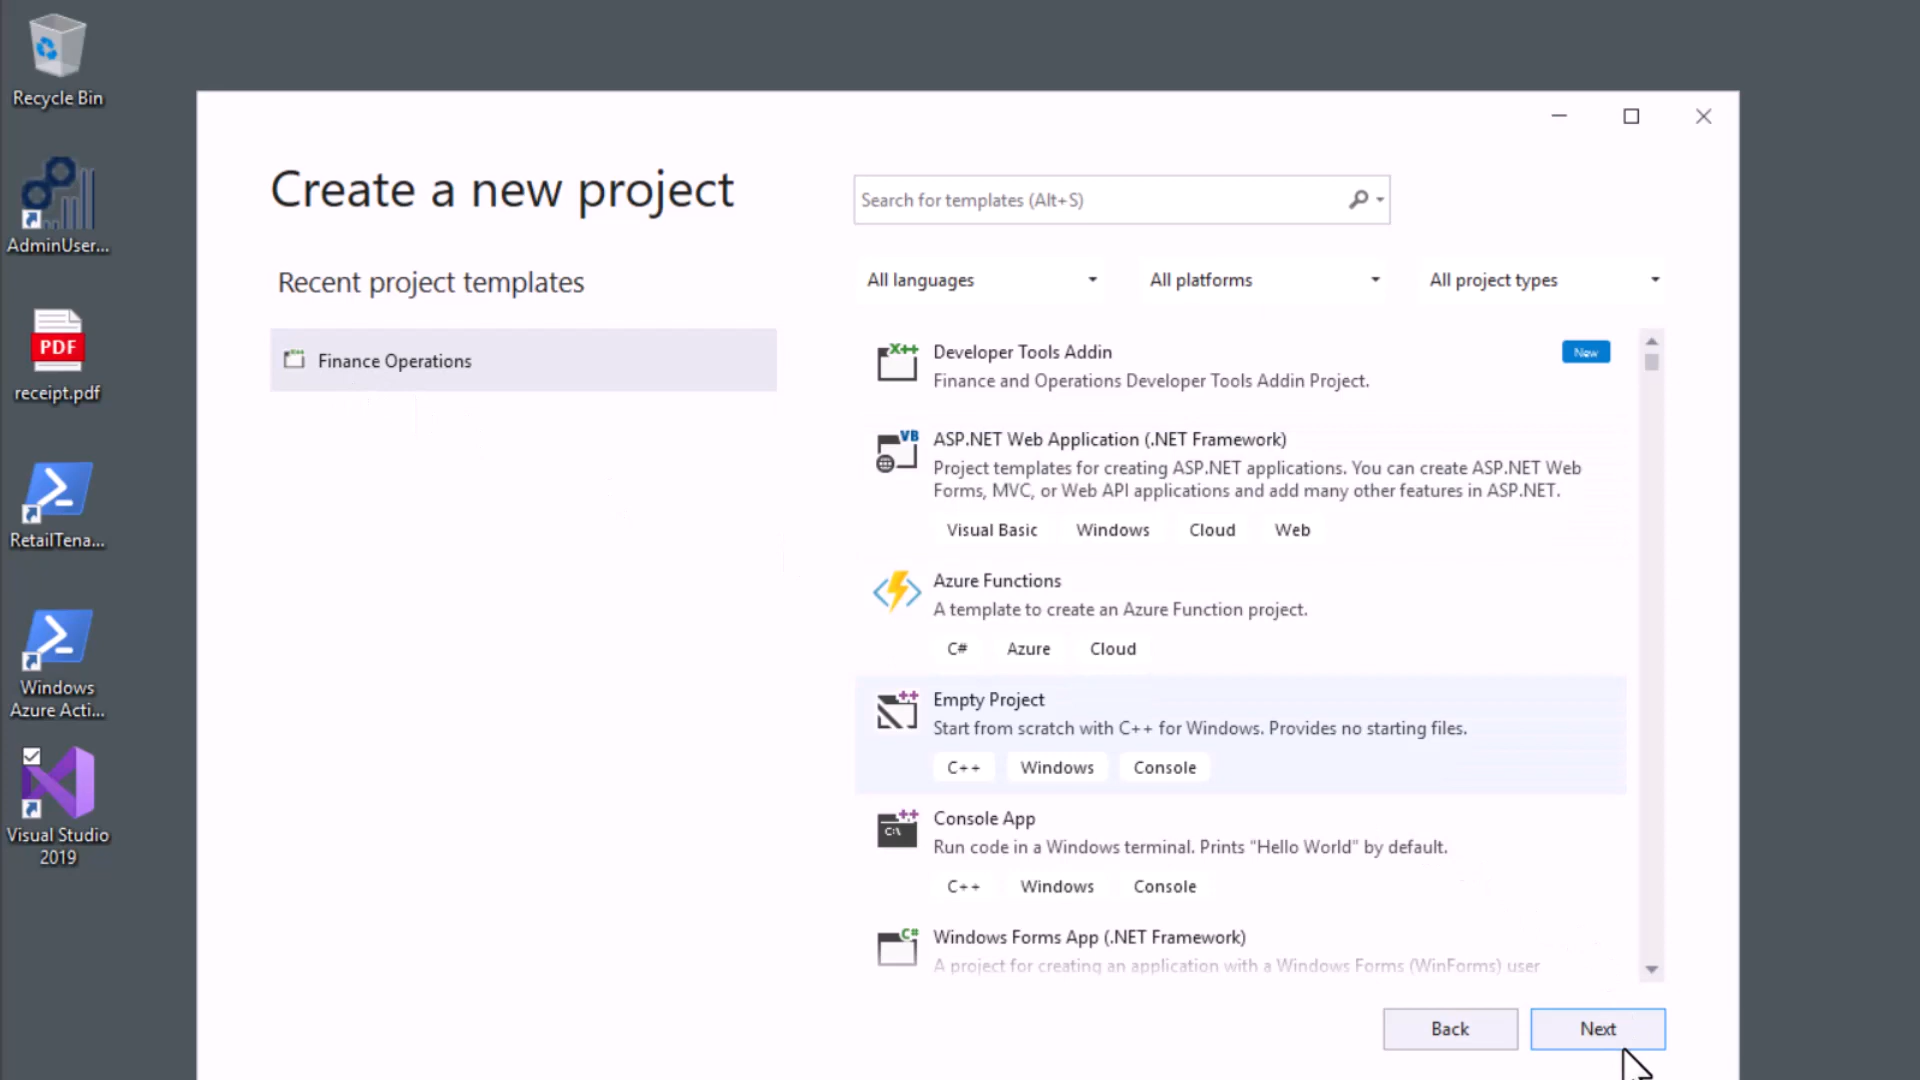 Recycle Bin
AdminUser...
PDF
receipt.pdf
RetailTena...
Windows
Azure Acti...
Visual Studio
2019
Create a new project
Search for templates (Alt+S)
Recent project templates
Finance Operations
All languages
All platforms
All project types
X++
Developer Tools Addin
New
Finance and Operations Developer Tools Addin Project.
VB
ASP.NET Web Application (.NET Framework)
Project templates for creating ASP.NET applications. You can create ASP.NET Web
Forms, MVC, or Web API applications and add many other features in ASP.NET.
Visual Basic Windows Cloud Web
Azure Functions
A template to create an Azure Function project.
C# Azure Cloud
++
Empty Project
Start from scratch with C++ for Windows. Provides no starting files.
C++ Windows Console
++
C:\
Console App
Run code in a Windows terminal. Prints "Hello World" by default.
C++ Windows Console
C#
Windows Forms App (.NET Framework)
A project for creating an application with a Windows Forms (WinForms) user
Back
Next